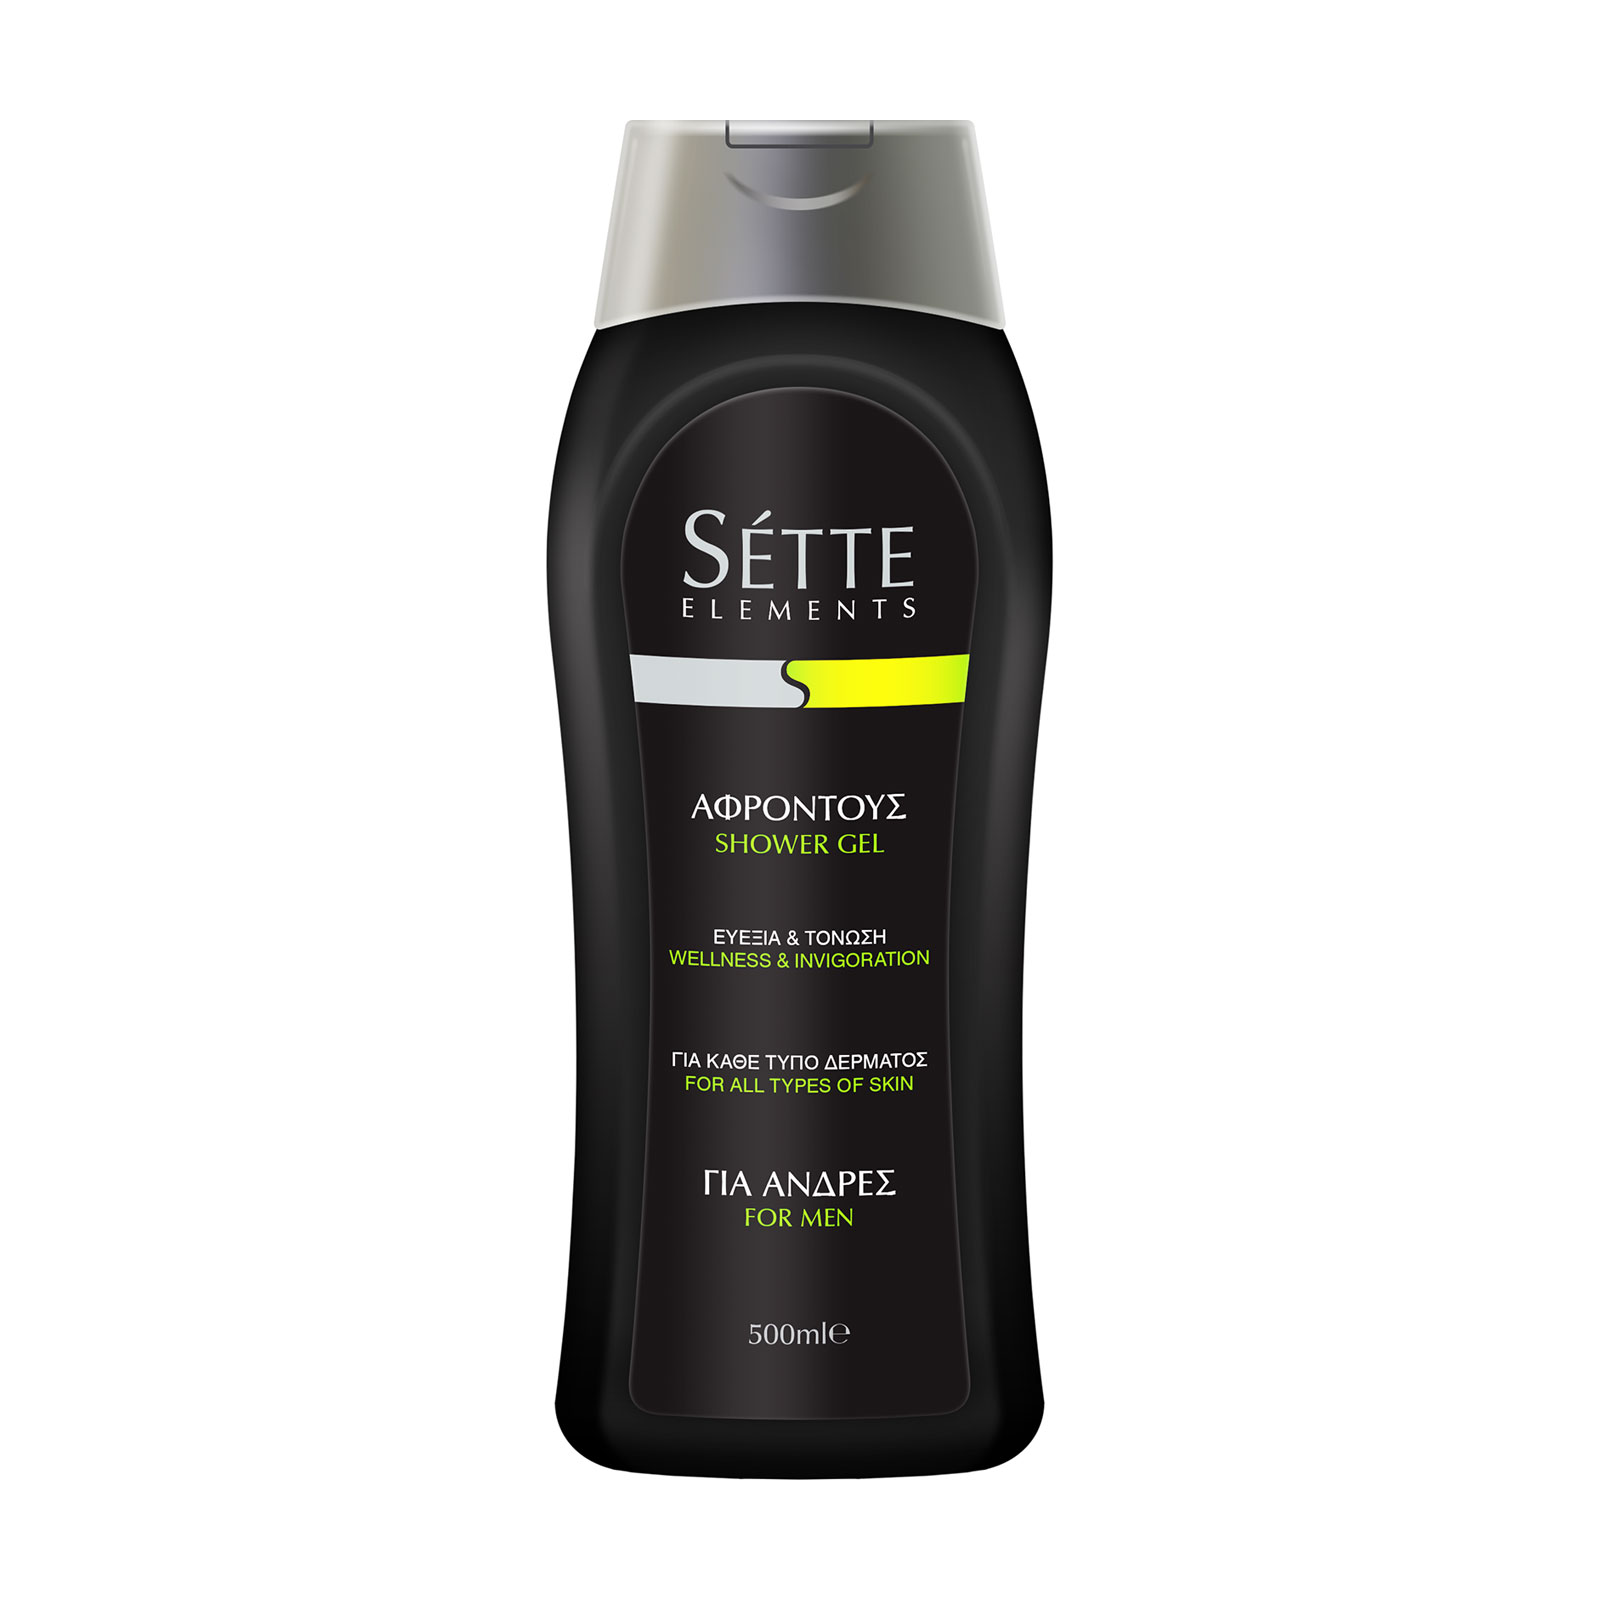 SÉTTE
ELEMENTS
ΑΦΡΟΝΤΟΥΣ
SHOWER GEL
ΕΥΕΞΙΑ & ΤΟΝΩΣΗ
WELLNESS & INVIGORATION
ΓΙΑ ΚΑΘΕ ΤΥΠΟ ΔΕΡΜΑΤΟΣ
FOR ALL TYPES OF SKIN
ΓΙΑ ΑΝΔΡΕΣ
FOR MEN
500ml℮